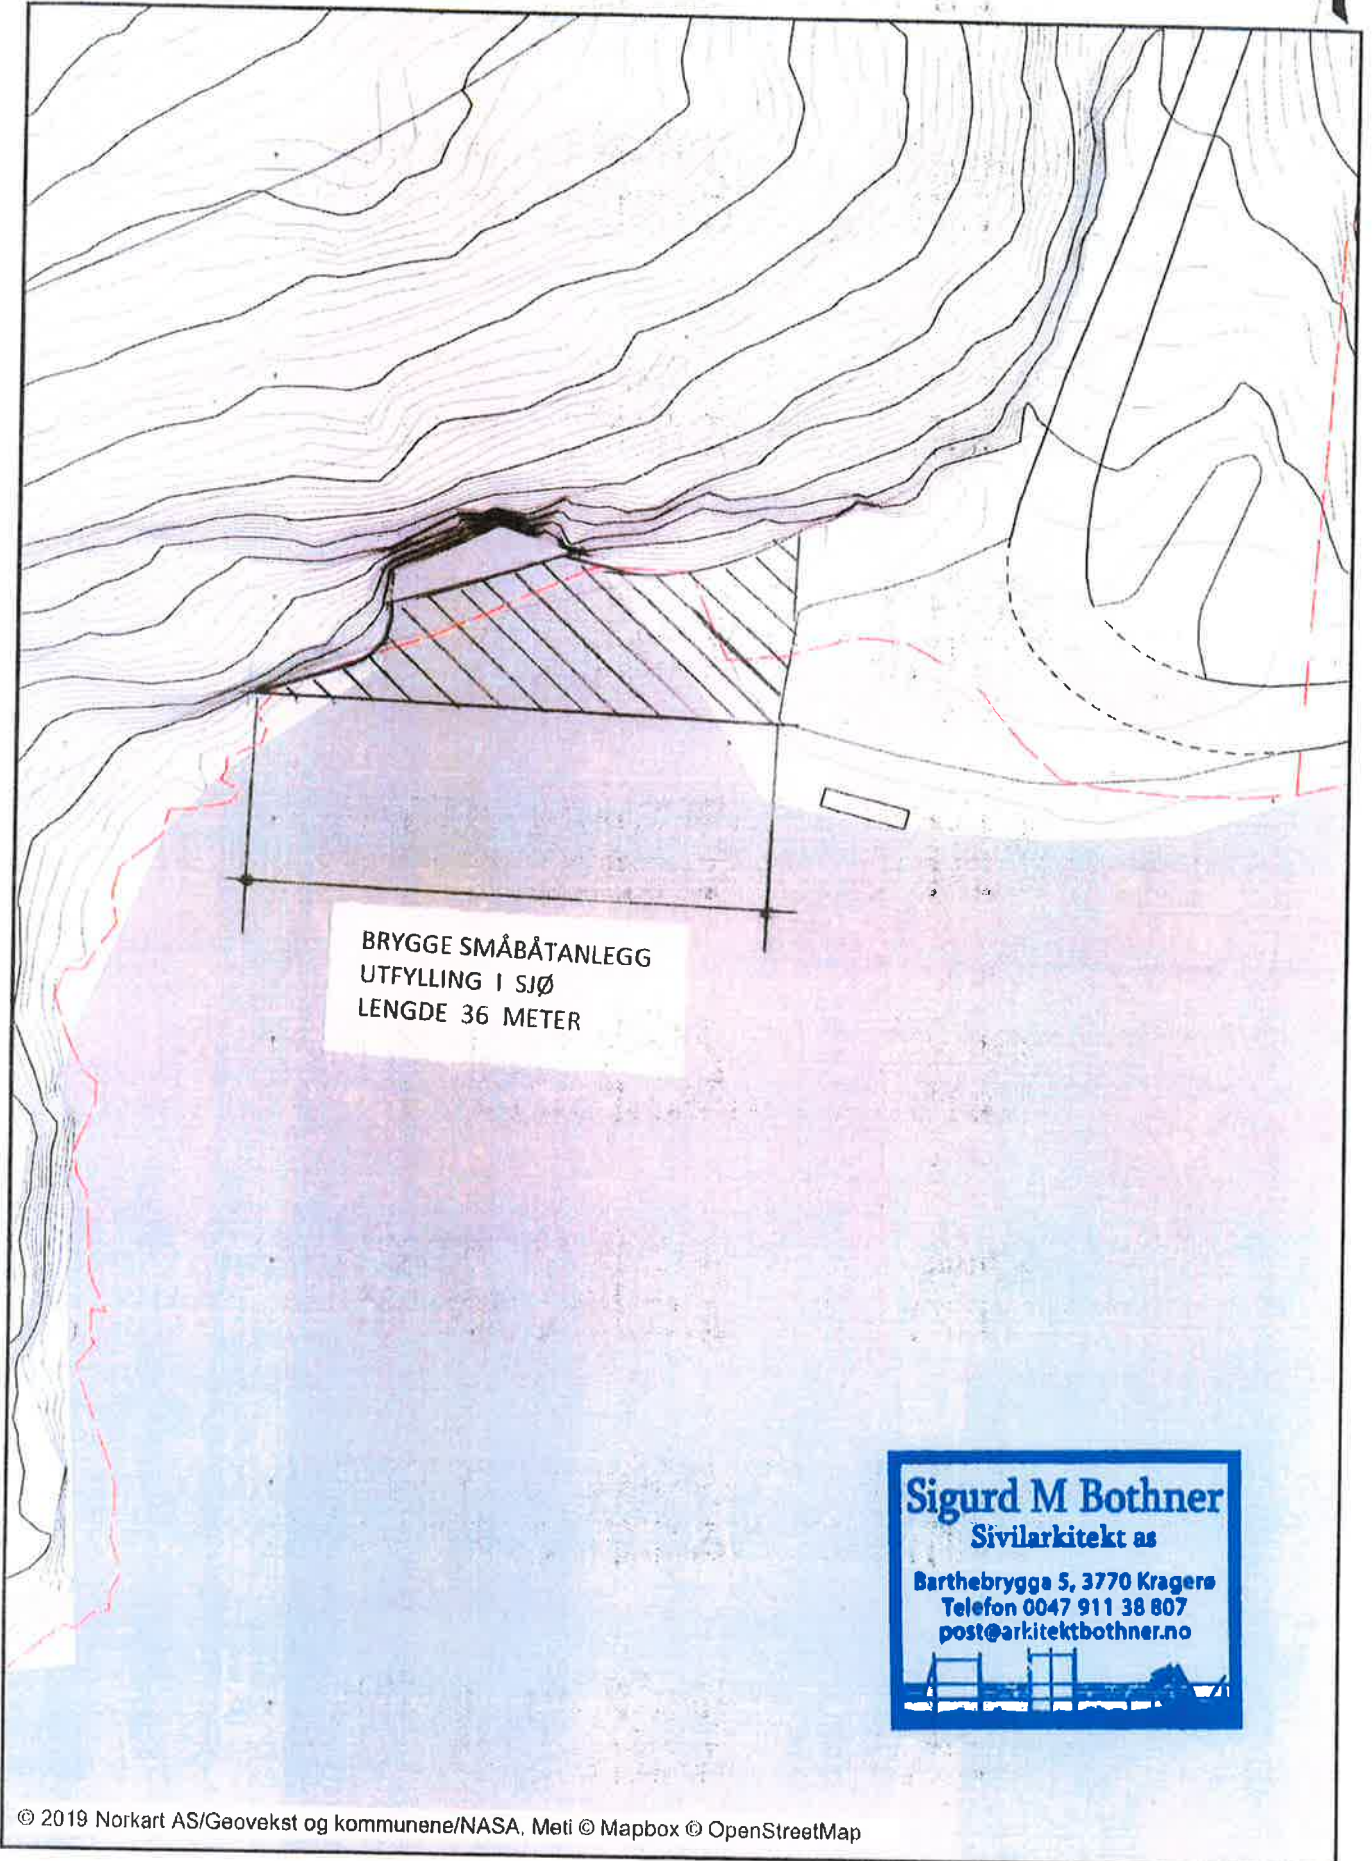 BRYGGE SMÅBÅTANLEGG
UTFYLLING I SJØ
LENGDE 36 METER
Sigurd M Bothner
Sivilarkitekt as
Barthebrygga 5, 3770 Kragerø
Telefon 0047 911 38 807
post@arkitektbothner.no
© 2019 Norkart AS/Geovekst og kommunene/NASA, Meti © Mapbox © OpenStreetMap